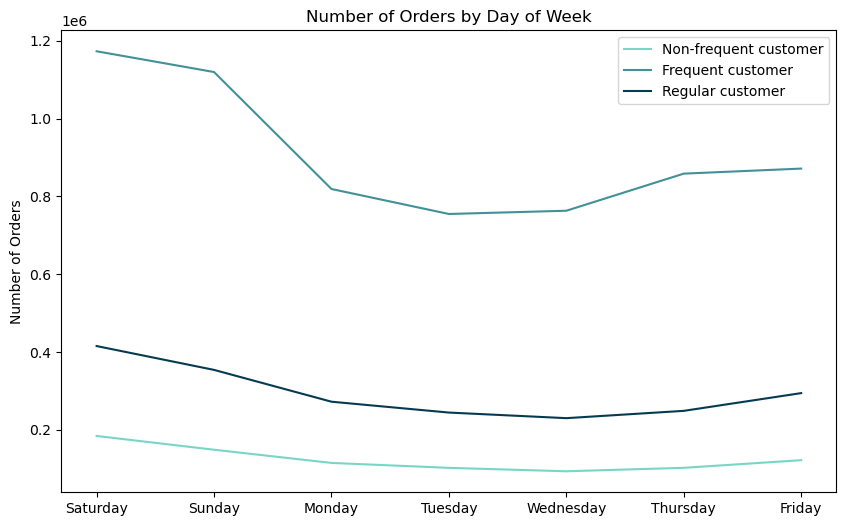 Number of Orders by Day of Week
1e6
Non-frequent customer
Frequent customer
Regular customer
1.2
1.0
0.8
0.6
0.4
0.2
Number of Orders
Saturday Sunday Monday Tuesday Wednesday Thursday Friday